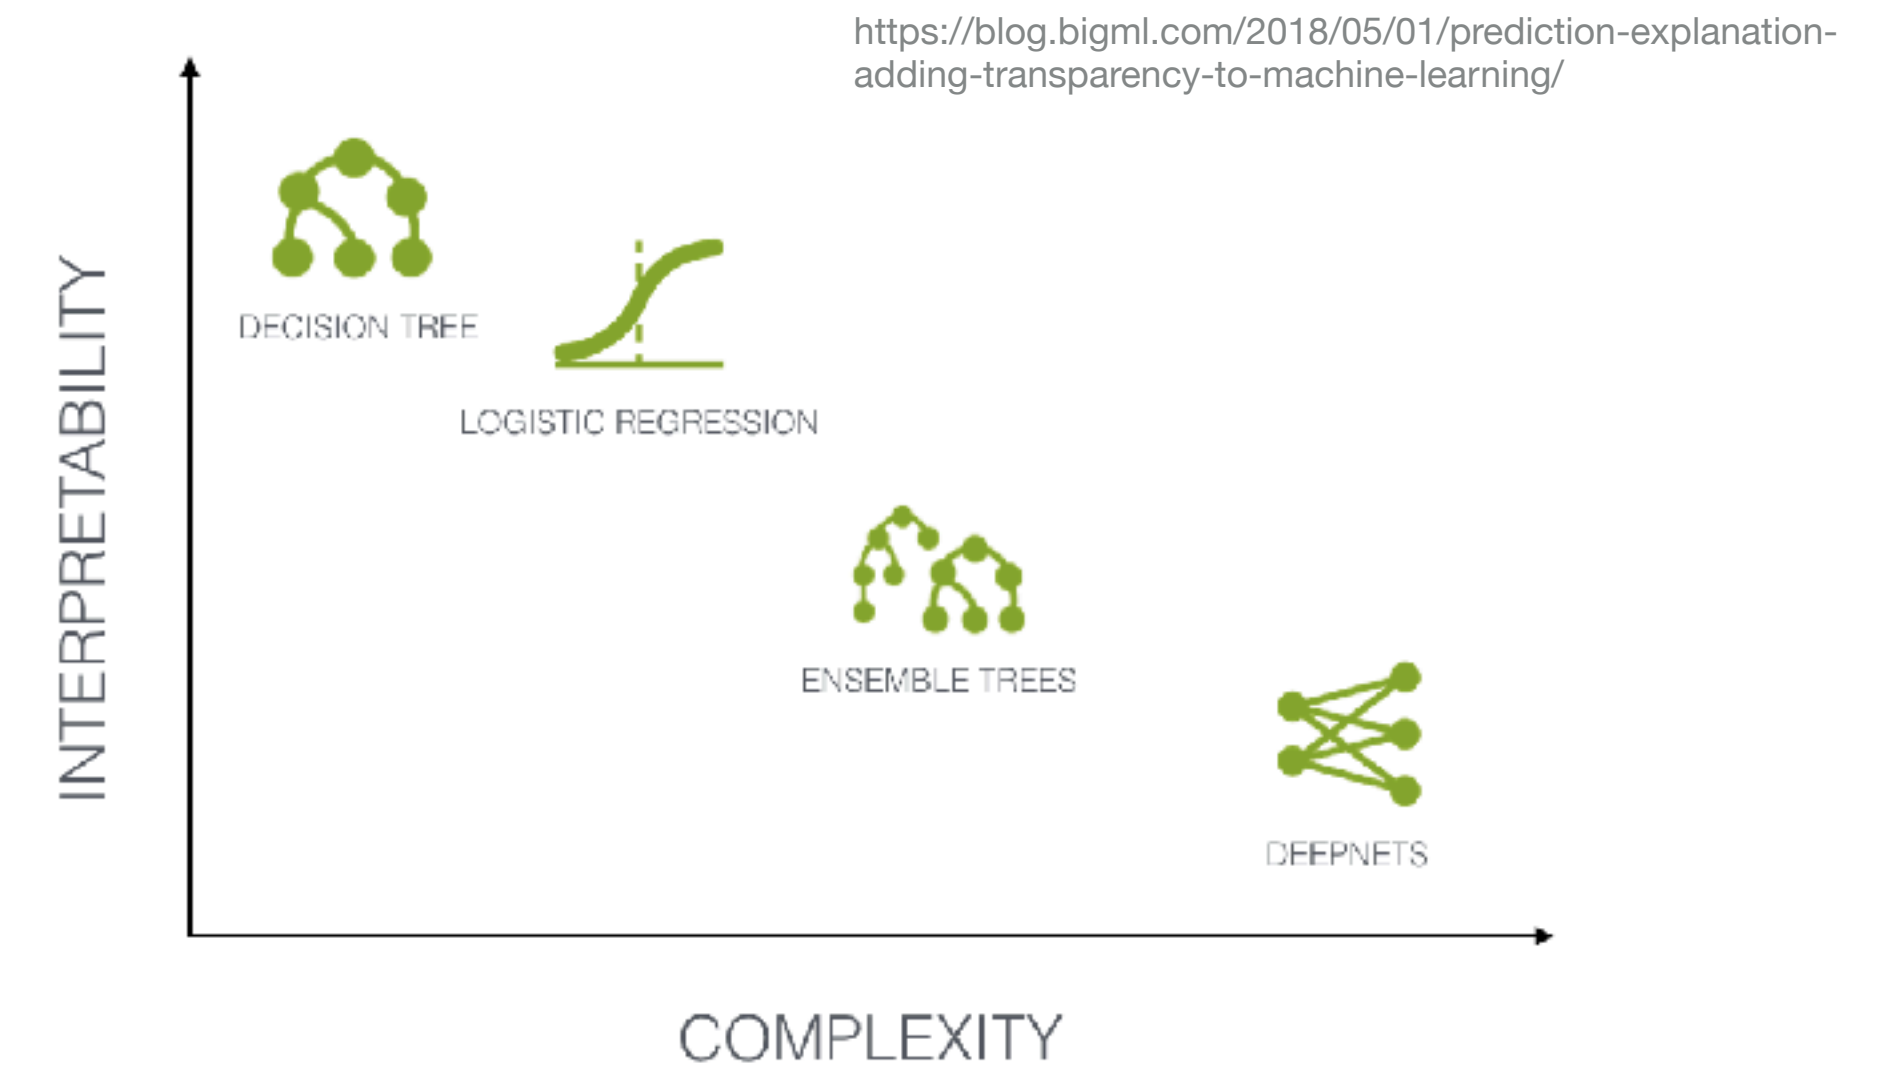 https://blog.bigml.com/2018/05/01/prediction-explanation-
adding-transparency-to-machine-learning/
INTERPRETABILITY
DECISION TREE
LOGISTIC REGRESSION
ENSEMBLE TREES
DEEPNETS
COMPLEXITY